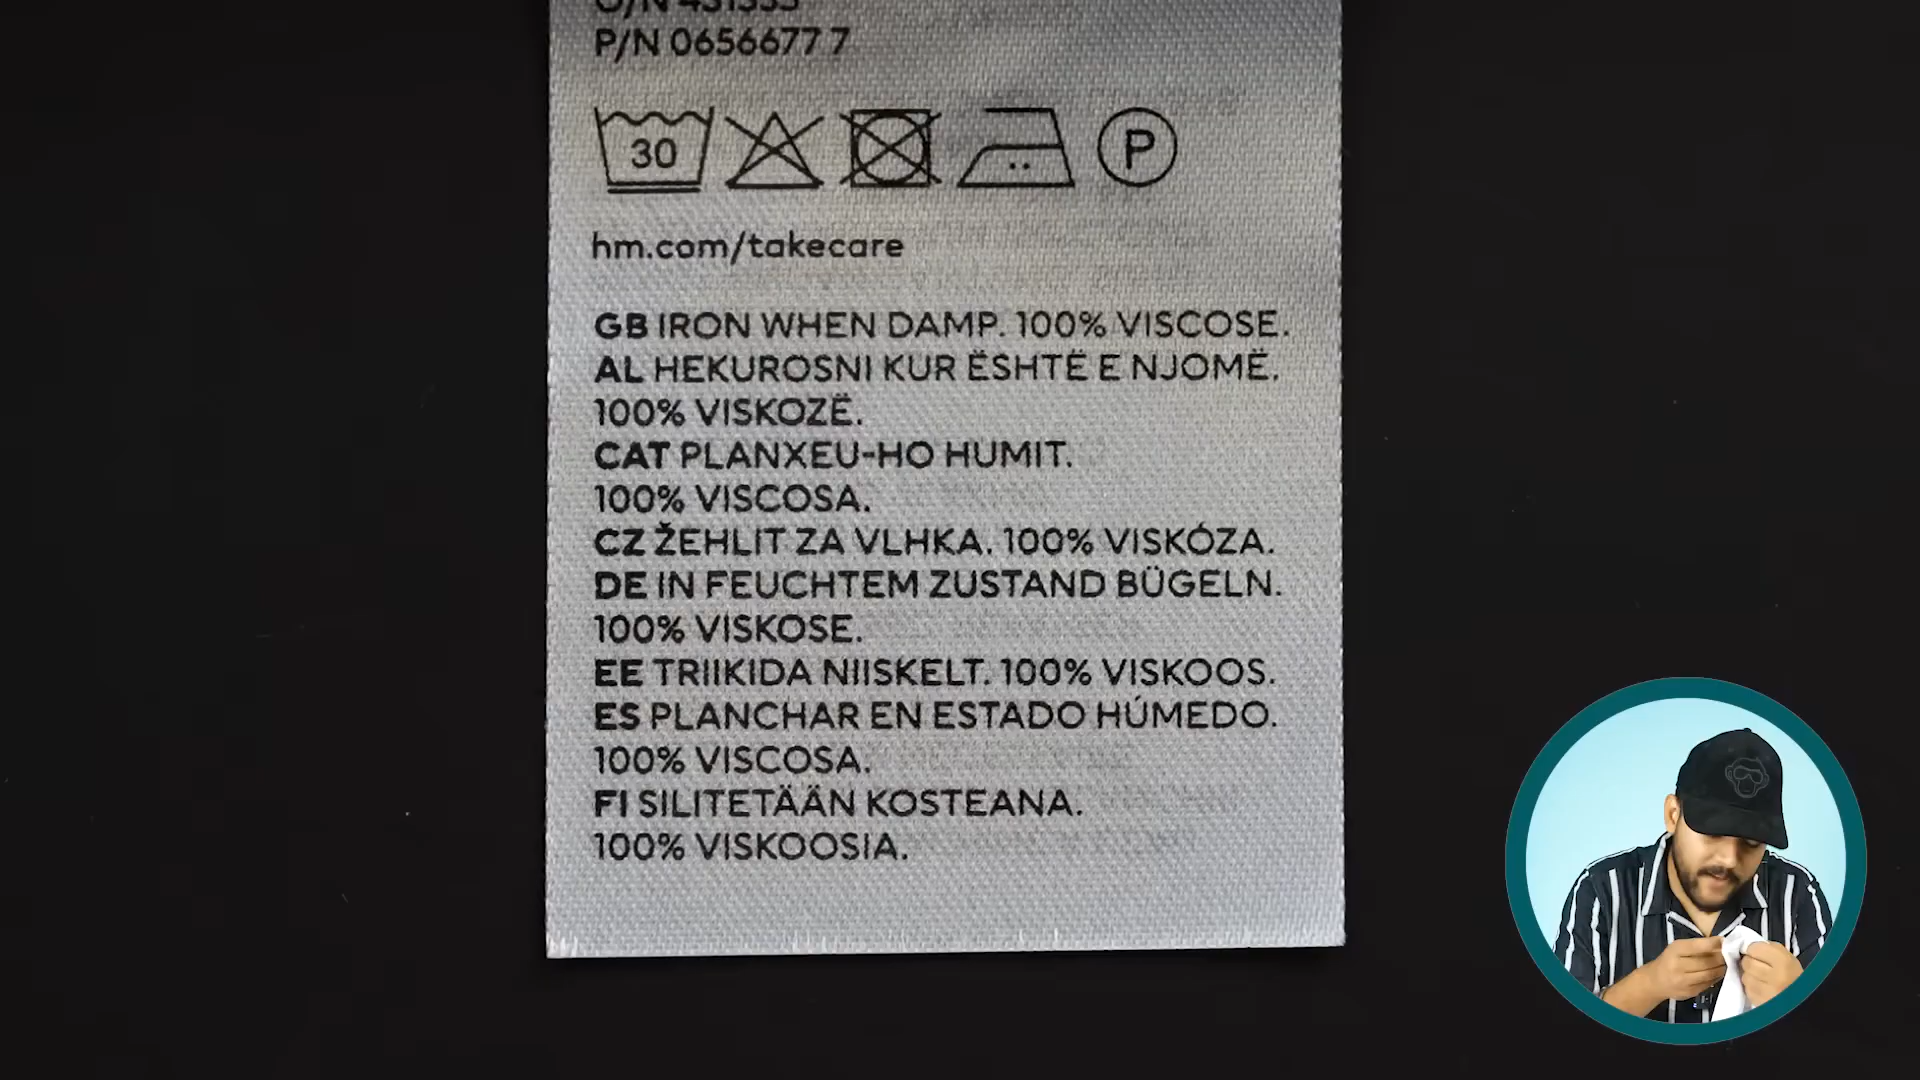 P/N 0656677 7
30
P
hm.com/takecare
GB IRON WHEN DAMP. 100% VISCOSE.
AL HEKUROSNI KUR ËSHTË E NJOMË.
100% VISKOZË.
CAT PLANXEU-HO HUMIT.
100% VISCOSA.
CZ ŽEHLIT ZA VLHKA. 100% VISKÓZA.
DE IN FEUCHTEM ZUSTAND BÜGELN.
100% VISKOSE.
EE TRIIKIDA NIISKELT. 100% VISKOOS.
ES PLANCHAR EN ESTADO HÚMEDO.
100% VISCOSA.
FI SILITETÄÄN KOSTEANA.
100% VISKOOSIA.